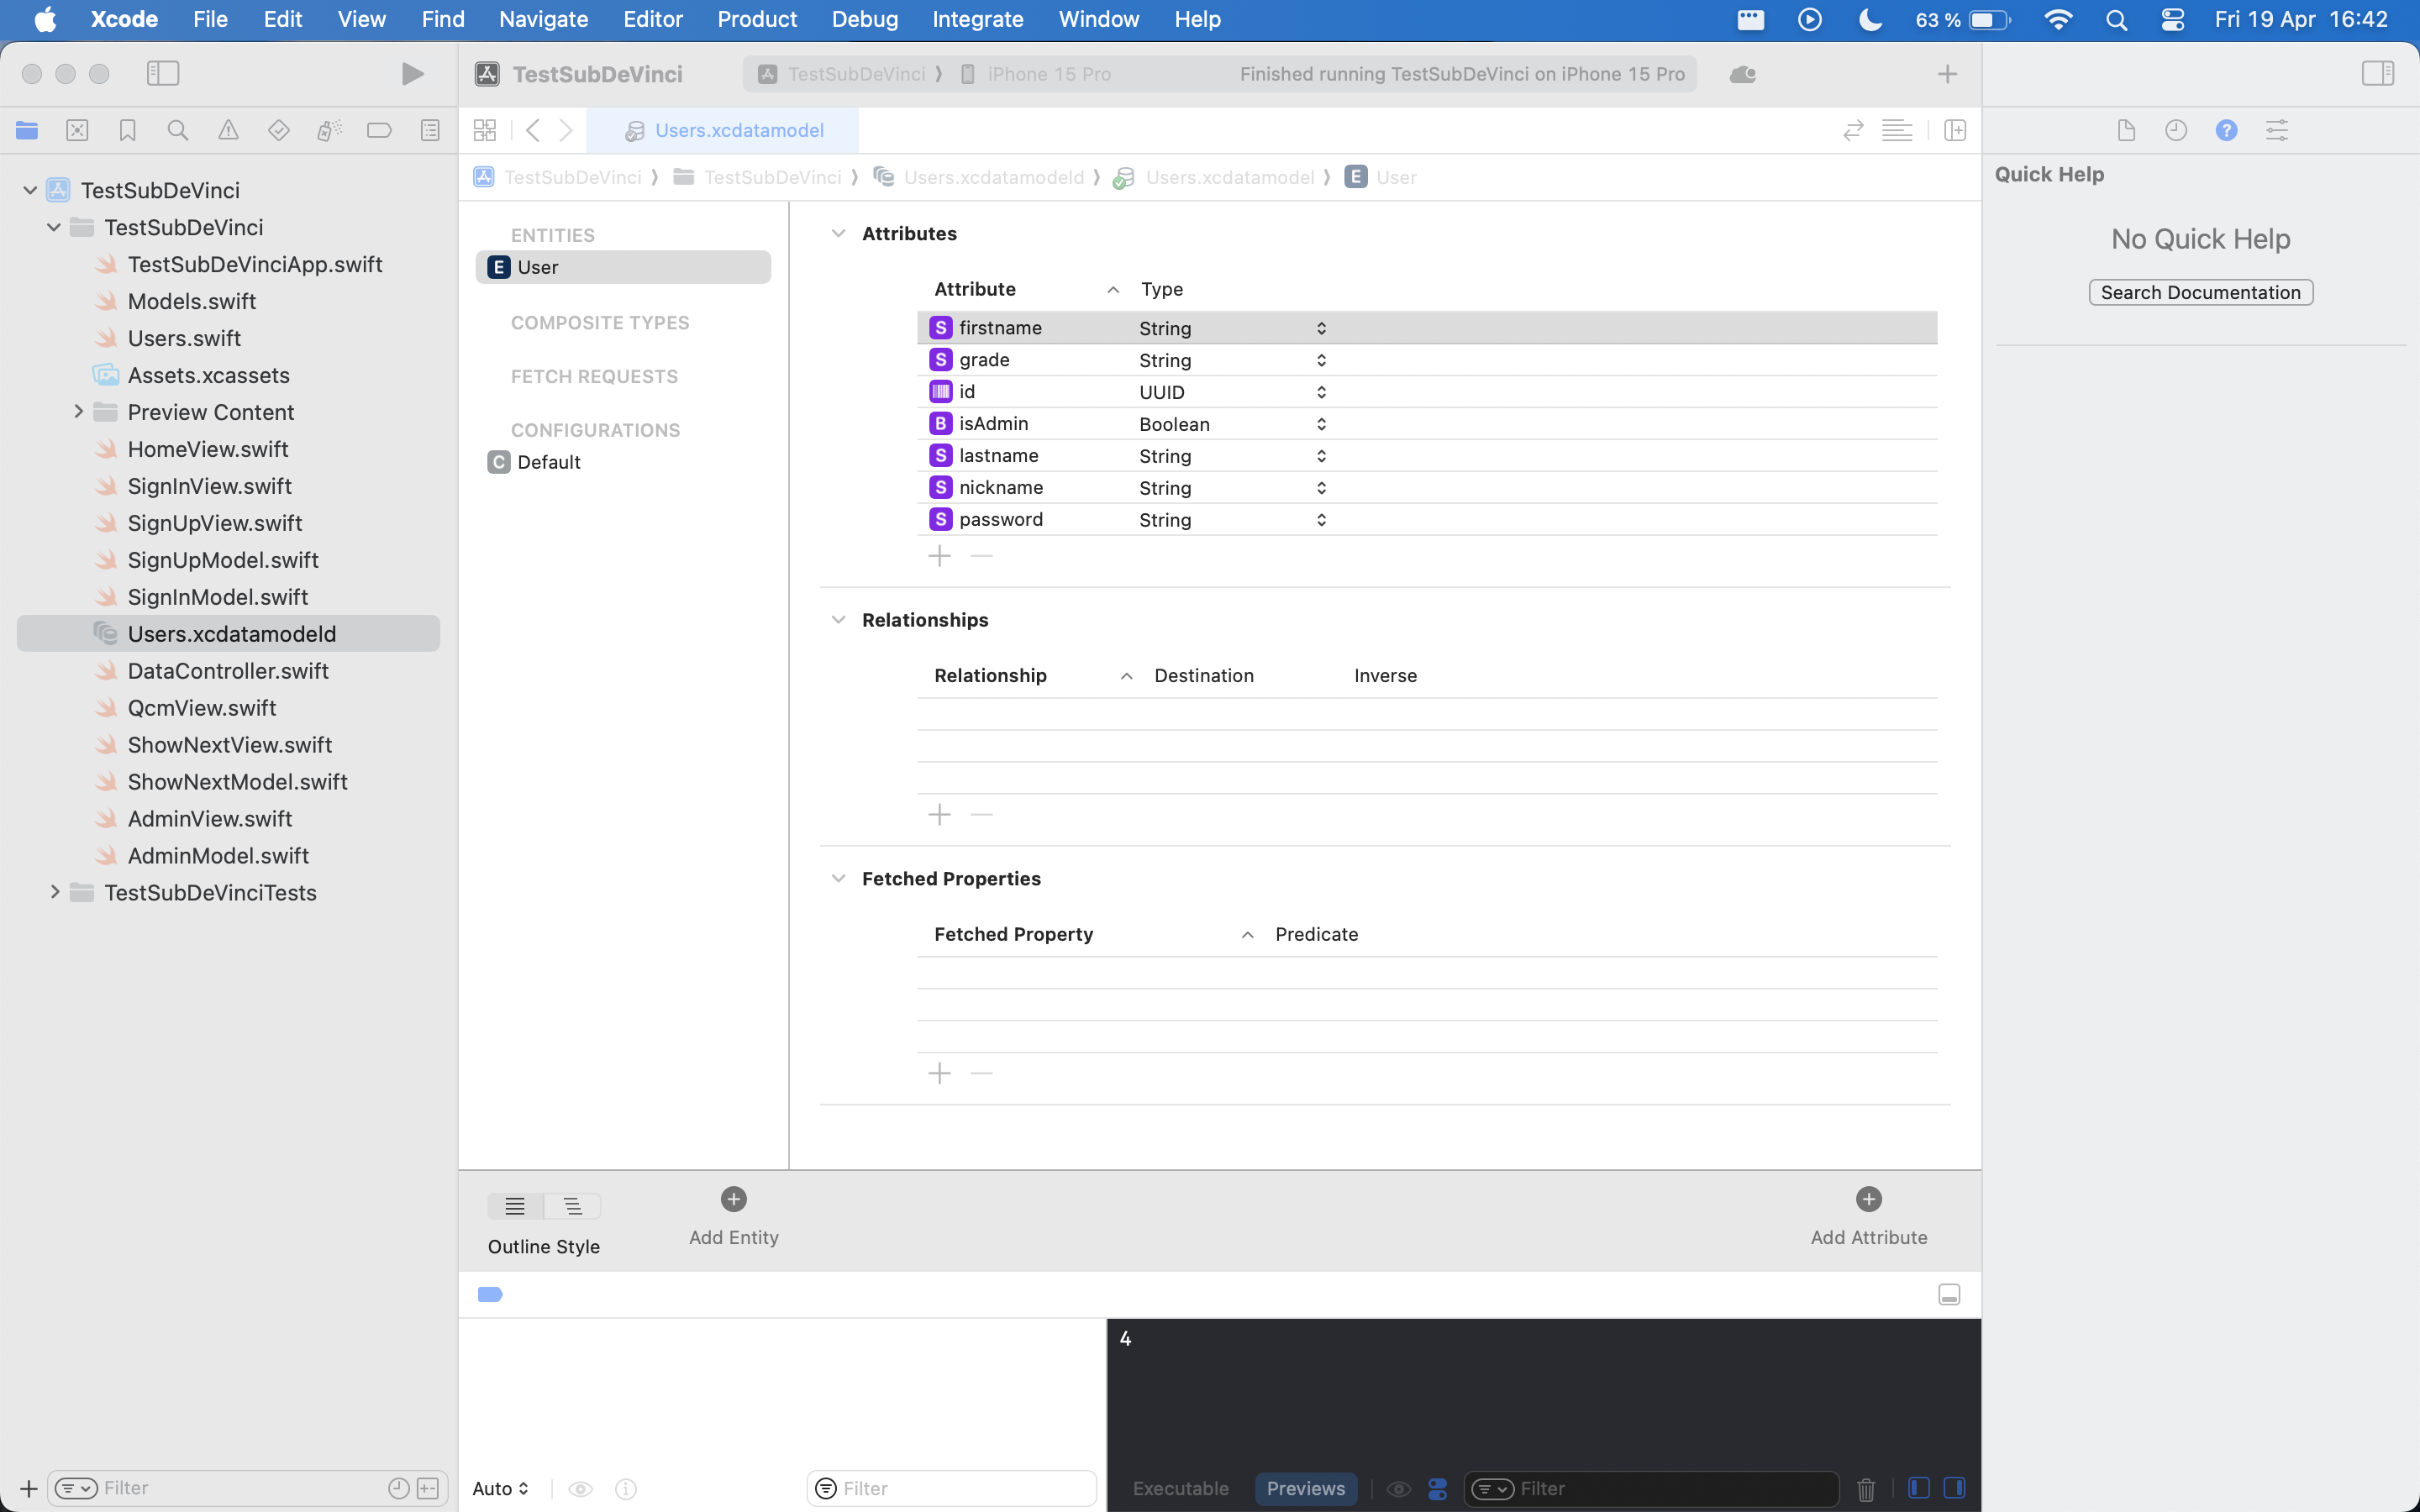 Xcode File Edit View Find Navigate Editor Product Debug Integrate Window Help 63 % Fri 19 Apr 16:42
TestSubDeVinci TestSubDeVinci ❭ iPhone 15 Pro Finished running TestSubDeVinci on iPhone 15 Pro
Users.xcdatamodel
TestSubDeVinci ❭ TestSubDeVinci ❭ Users.xcdatamodeld ❭ Users.xcdatamodel ❭ E User
TestSubDeVinci
TestSubDeVinci
TestSubDeVinciApp.swift
Models.swift
Users.swift
Assets.xcassets
Preview Content
HomeView.swift
SignInView.swift
SignUpView.swift
SignUpModel.swift
SignInModel.swift
Users.xcdatamodeld
DataController.swift
QcmView.swift
ShowNextView.swift
ShowNextModel.swift
AdminView.swift
AdminModel.swift
TestSubDeVinciTests
Filter
ENTITIES
E User
COMPOSITE TYPES
FETCH REQUESTS
CONFIGURATIONS
C Default
Attributes
Attribute Type
S firstname String
S grade String
id UUID
B isAdmin Boolean
S lastname String
S nickname String
S password String
Relationships
Relationship Destination Inverse
Fetched Properties
Fetched Property Predicate
Outline Style
Add Entity
Add Attribute
4
Auto
Filter
Executable Previews Filter
Quick Help
No Quick Help
Search Documentation